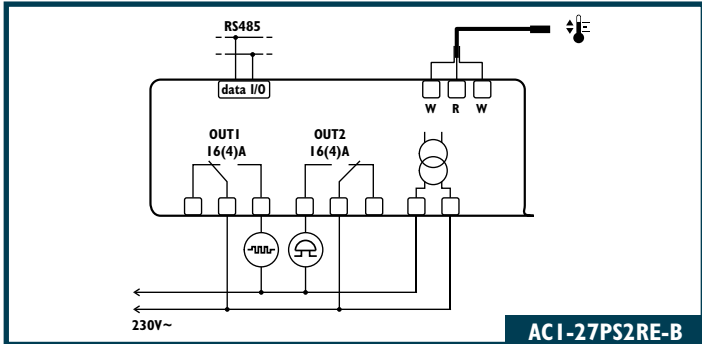 RS485
data I/O
W R W
OUT1 OUT2
16(4)A 16(4)A
230V~
AC1-27PS2RE-B